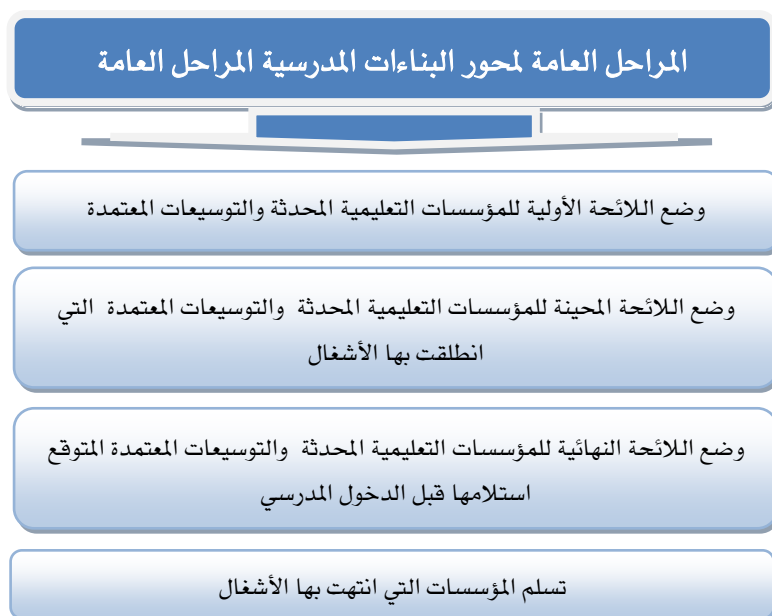 المراحل العامة لمحور البناءات المدرسية المراحل العامة
وضع اللائحة الأولية للمؤسسات التعليمية المحدثة والتوسيعات المعتمدة
وضع اللائحة المحينة للمؤسسات التعليمية المحدثة والتوسيعات المعتمدة التي
انطلقت بها الأشغال
وضع اللائحة النهائية للمؤسسات التعليمية المحدثة والتوسيعات المعتمدة المتوقع
استلامها قبل الدخول المدرسي
تسلم المؤسسات التي انتهت بها الأشغال